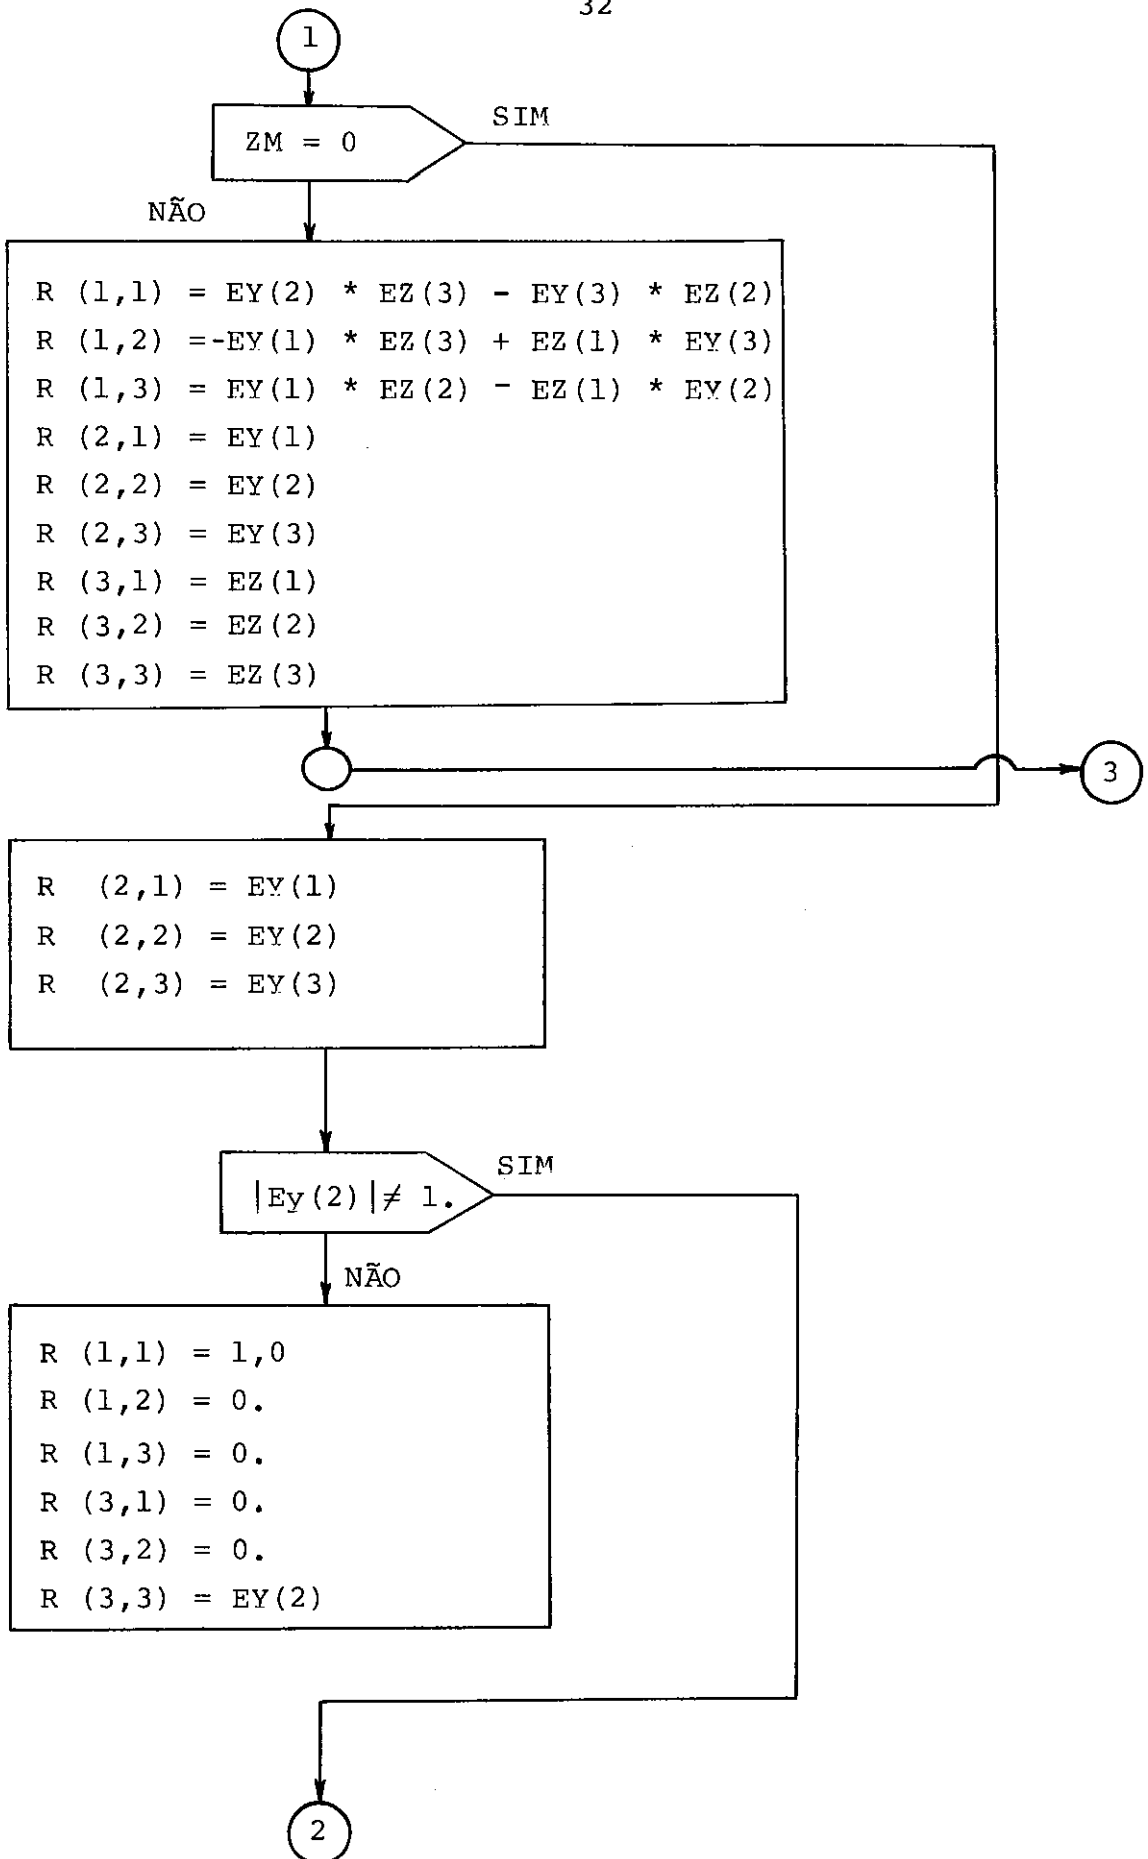 32
1
ZM = 0
SIM
NÃO
R (1,1) = EY(2) * EZ(3) - EY(3) * EZ(2)
R (1,2) =-EY(1) * EZ(3) + EZ(1) * EY(3)
R (1,3) = EY(1) * EZ(2) - EZ(1) * EY(2)
R (2,1) = EY(1)
R (2,2) = EY(2)
R (2,3) = EY(3)
R (3,1) = EZ(1)
R (3,2) = EZ(2)
R (3,3) = EZ(3)
3
R (2,1) = EY(1)
R (2,2) = EY(2)
R (2,3) = EY(3)
SIM
|Ey(2)|≠ 1.
NÃO
R (1,1) = 1,0
R (1,2) = 0.
R (1,3) = 0.
R (3,1) = 0.
R (3,2) = 0.
R (3,3) = EY(2)
2